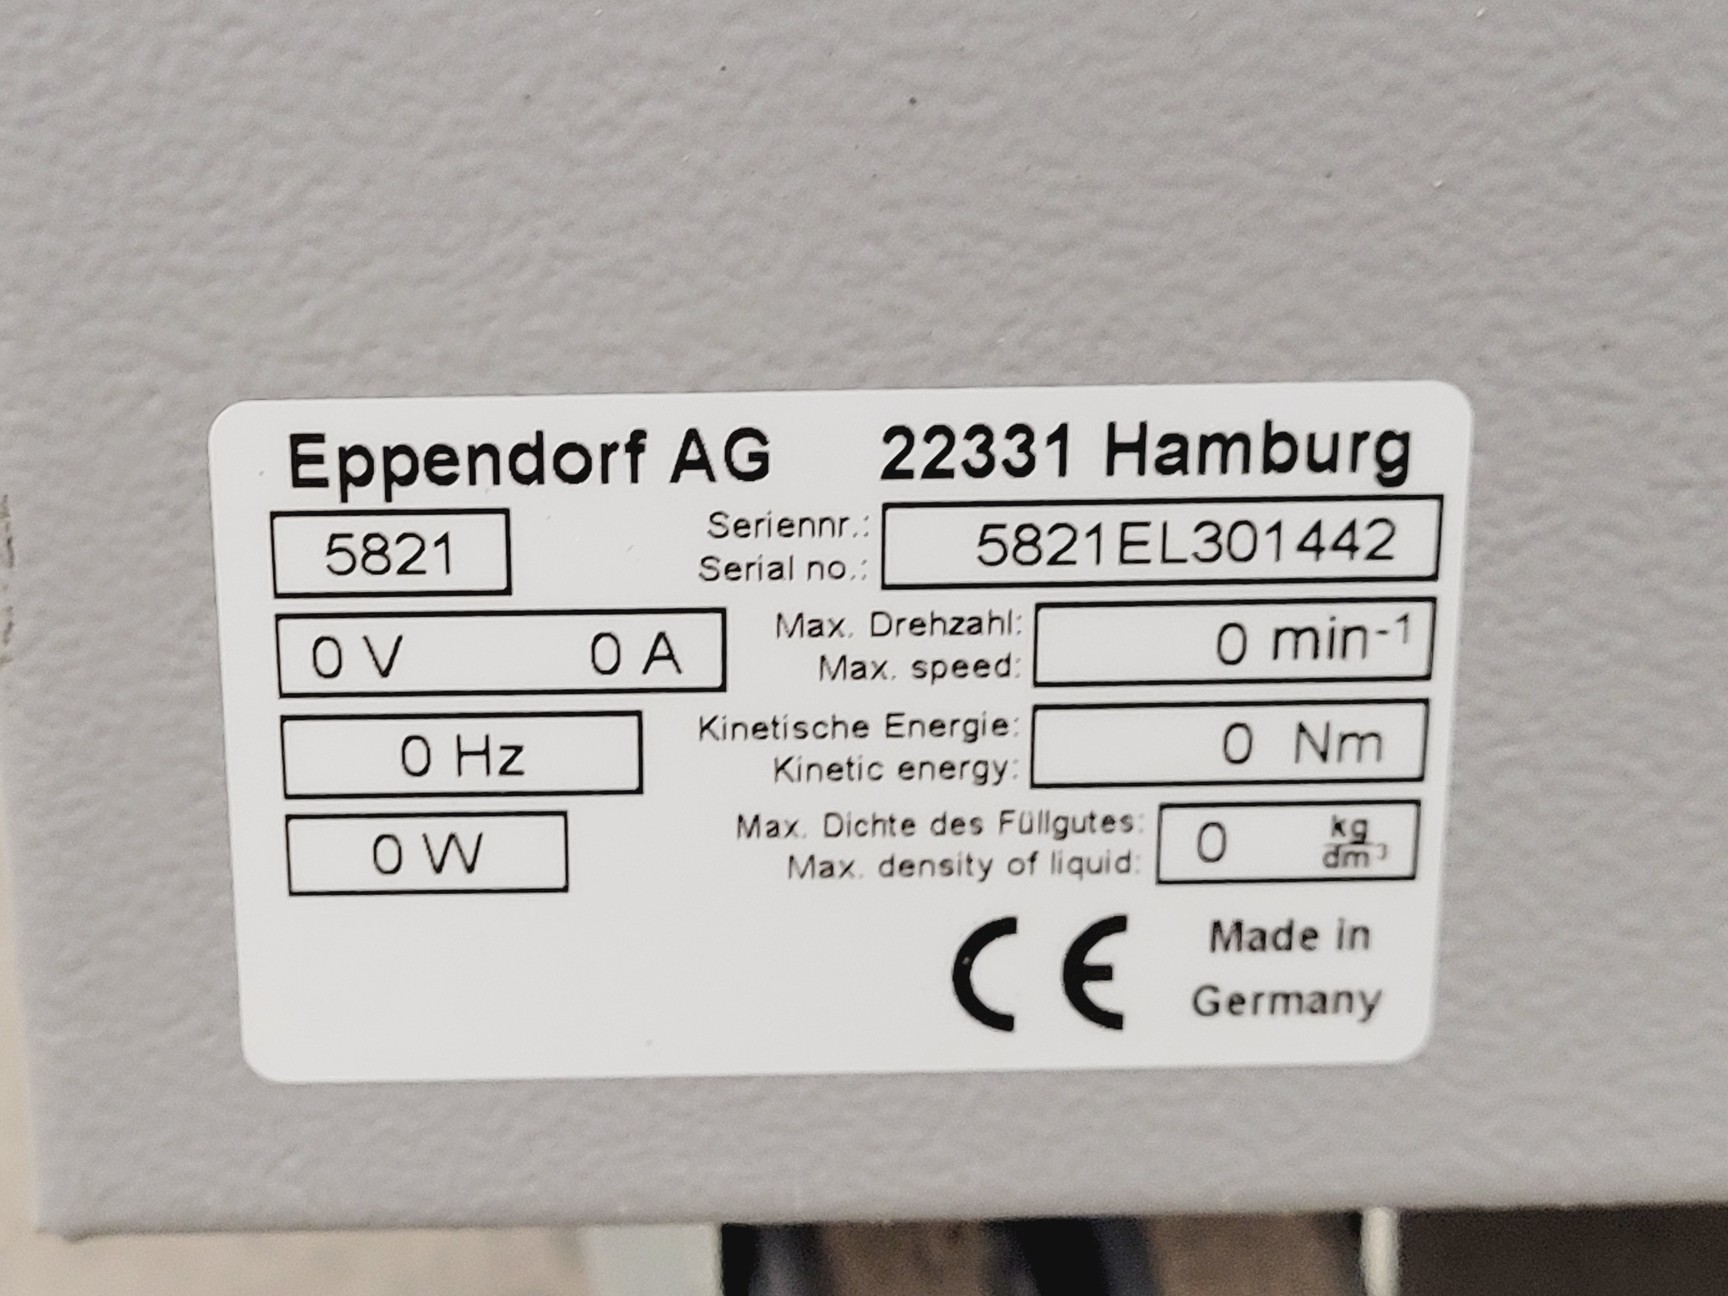 Eppendorf AG 22331 Hamburg
5821 Seriennr.: 5821EL301442
Serial no.:
0 V 0 A Max. Drehzahl: 0 min-1
Max. speed:
0 Hz Kinetische Energie: 0 Nm
Kinetic energy:
0 W Max. Dichte des Füllgutes: 0 kg
Max. density of liquid: dm3
CE Made in
Germany